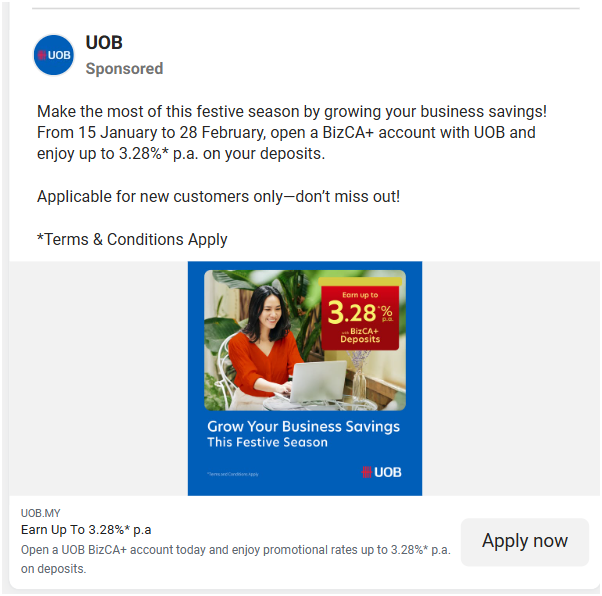 UOB
UOB
Sponsored
Make the most of this festive season by growing your business savings!
From 15 January to 28 February, open a BizCA+ account with UOB and
enjoy up to 3.28%* p.a. on your deposits.
Applicable for new customers only—don’t miss out!
*Terms & Conditions Apply
Earn up to
3.28*%
p.a.
with BizCA+
Deposits
Grow Your Business Savings
This Festive Season
*Terms and Conditions Apply
UOB
UOB.MY
Earn Up To 3.28%* p.a
Open a UOB BizCA+ account today and enjoy promotional rates up to 3.28%* p.a.
on deposits.
Apply now